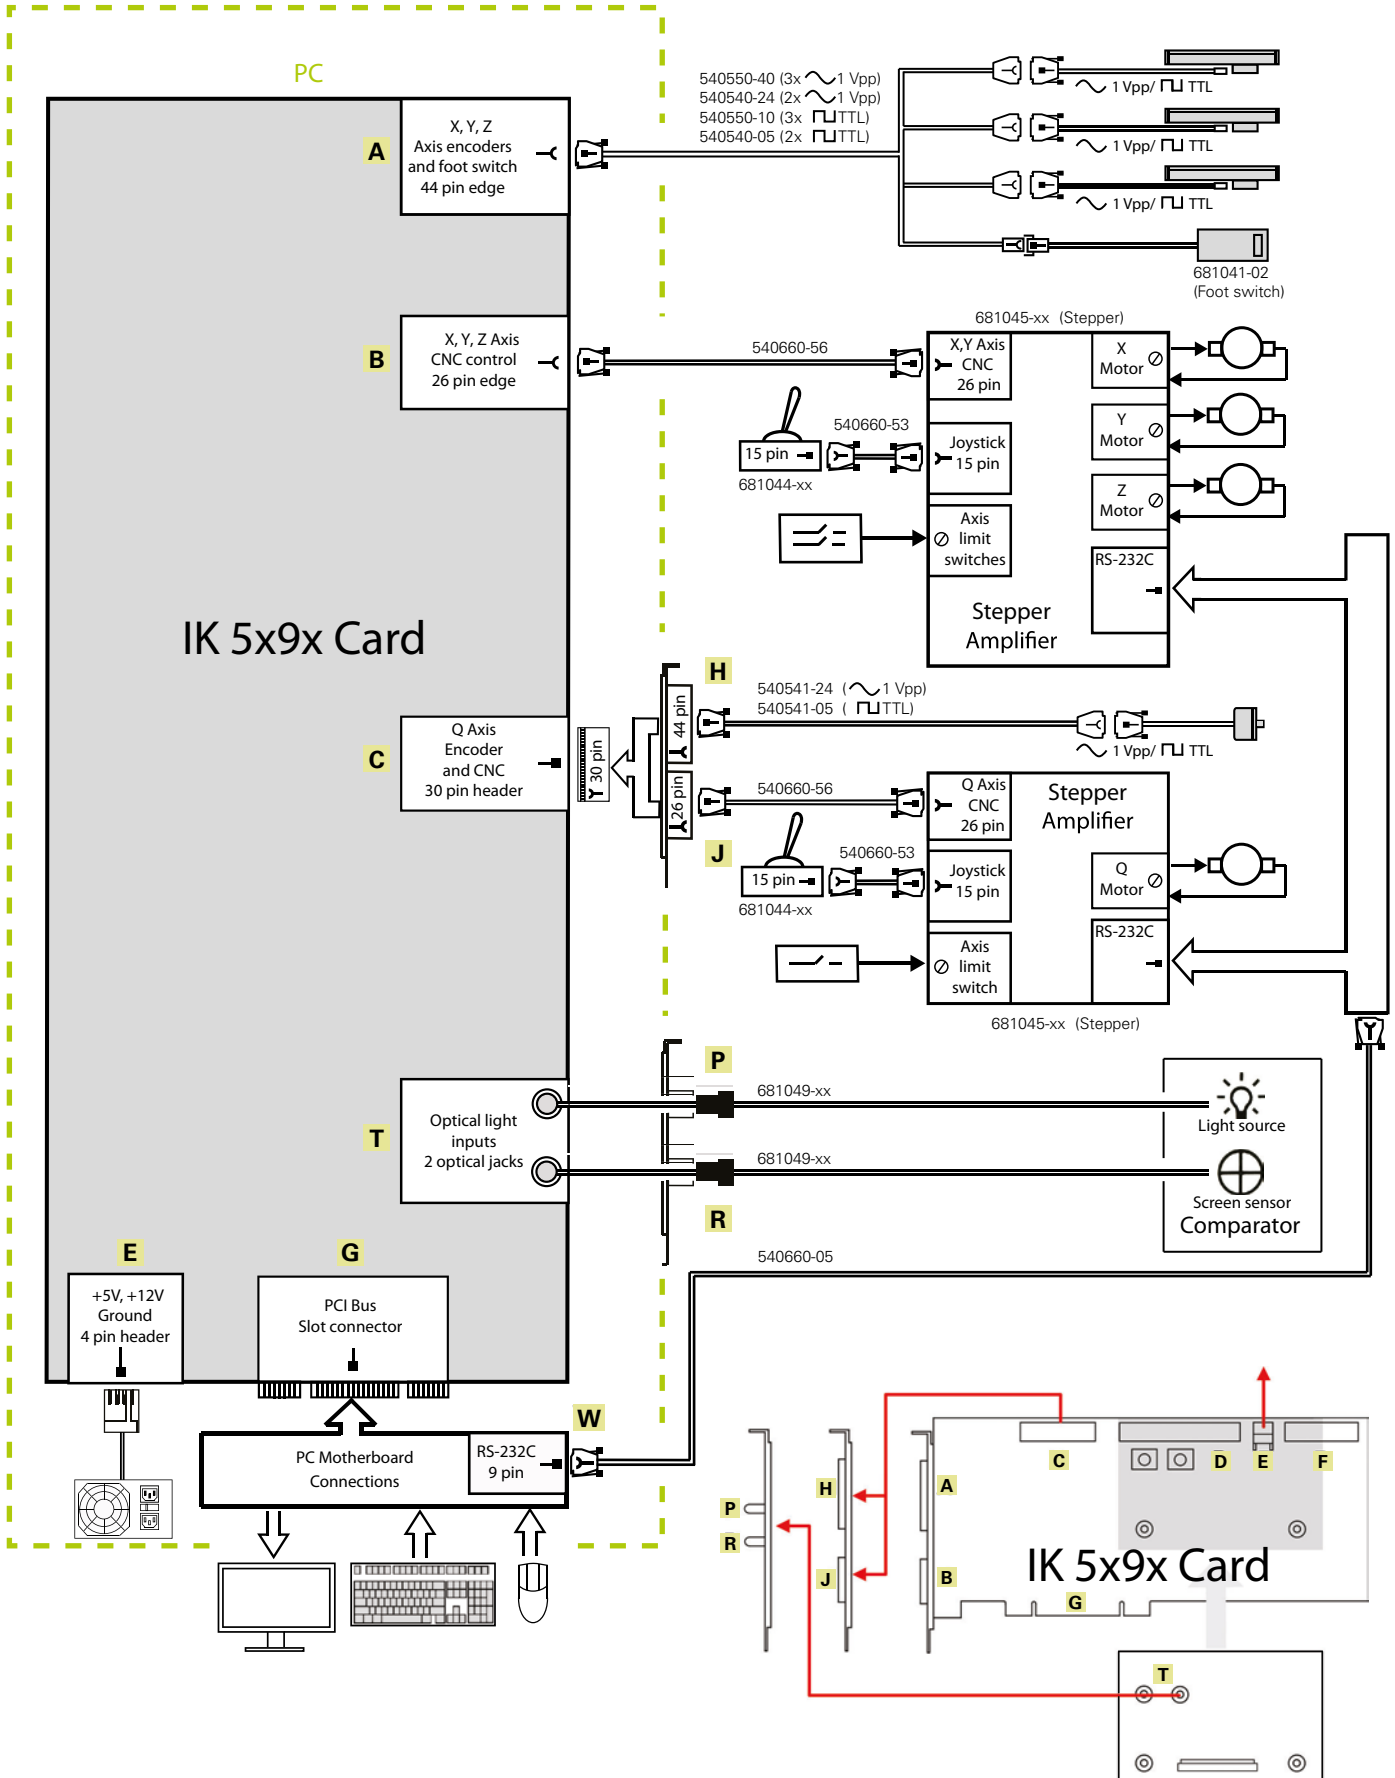 PC
X, Y, Z
Axis encoders
and foot switch
44 pin edge
A
540550-40 (3x 1 Vpp)
540540-24 (2x 1 Vpp)
540550-10 (3x TTL)
540540-05 (2x TTL)
1 Vpp/ TTL
1 Vpp/ TTL
1 Vpp/ TTL
681041-02
(Foot switch)
X, Y, Z Axis
CNC control
26 pin edge
B
540660-56
681045-xx (Stepper)
X,Y Axis
CNC
26 pin
X
Motor
Y
Motor
Z
Motor
540660-53
15 pin
681044-xx
Joystick
15 pin
Axis
limit
switches
RS-232C
Stepper
Amplifier
IK 5x9x Card
Q Axis
Encoder
and CNC
30 pin header
C
30 pin
44 pin
26 pin
H
J
540541-24 ( 1 Vpp)
540541-05 ( TTL)
1 Vpp/ TTL
540660-56
Q Axis
CNC
26 pin
Stepper
Amplifier
540660-53
15 pin
681044-xx
Joystick
15 pin
Q
Motor
Axis
limit
switch
RS-232C
681045-xx (Stepper)
Optical light
inputs
2 optical jacks
T
P
681049-xx
681049-xx
R
Light source
Screen sensor
Comparator
540660-05
E
+5V, +12V
Ground
4 pin header
G
PCI Bus
Slot connector
W
PC Motherboard
Connections
RS-232C
9 pin
P
R
H
J
A
B
C
D
E
F
IK 5x9x Card
G
T